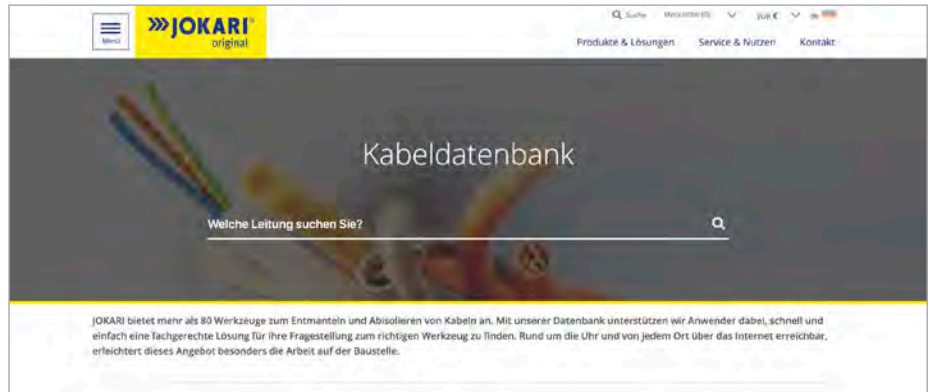 Menü
JOKARI®
original
Suche
EUR €
de
Produkte & Lösungen Service & Nutzen Kontakt
Kabeldatenbank
Welche Leitung suchen Sie?
JOKARI bietet mehr als 80 Werkzeuge zum Entmanteln und Abisolieren von Kabeln an. Mit unserer Datenbank unterstützen wir Anwender dabei, schnell und
einfach eine fachgerechte Lösung für ihre Fragestellung zum richtigen Werkzeug zu finden. Rund um die Uhr und von jedem Ort über das Internet erreichbar,
erleichtert dieses Angebot besonders die Arbeit auf der Baustelle.